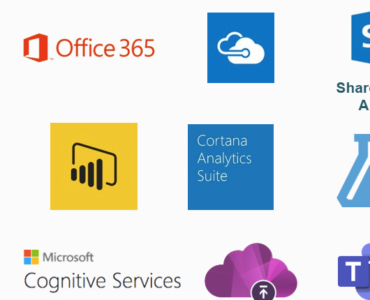 Office 365
S
Share
A
Cortana
Analytics
Suite
Microsoft
Cognitive Services
T